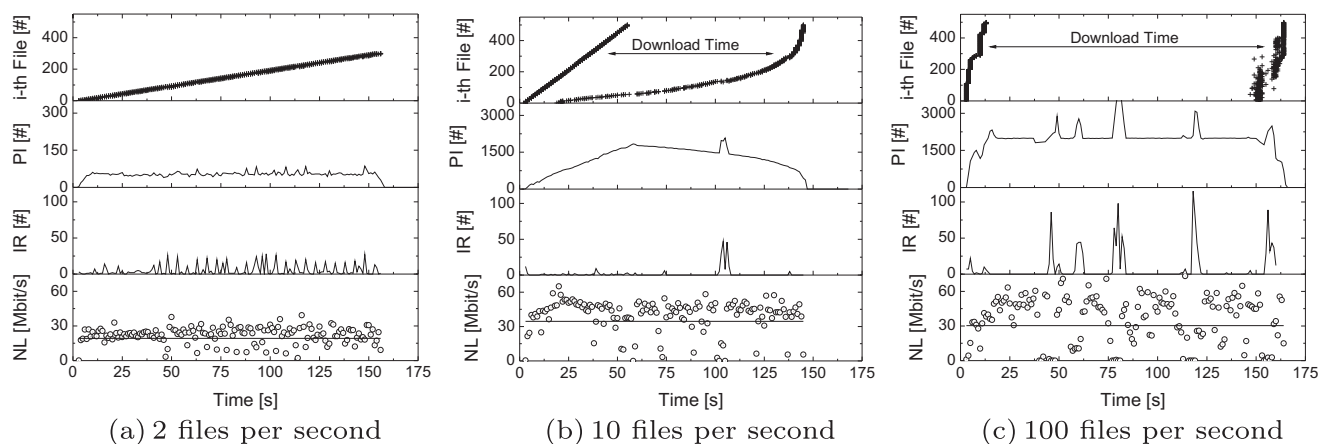 i-th File [#]
400
200
0
300
PI [#]
150
0
100
IR [#]
50
0
NL [Mbit/s]
60
30
0
0 25 50 75 100 125 150 175
Time [s]
(a) 2 files per second
i-th File [#]
400
200
0
Download Time
3000
PI [#]
1500
0
100
IR [#]
50
0
NL [Mbit/s]
60
30
0
0 25 50 75 100 125 150 175
Time [s]
(b) 10 files per second
i-th File [#]
400
200
0
Download Time
3000
PI [#]
1500
0
100
IR [#]
50
0
NL [Mbit/s]
60
30
0
0 25 50 75 100 125 150 175
Time [s]
(c) 100 files per second